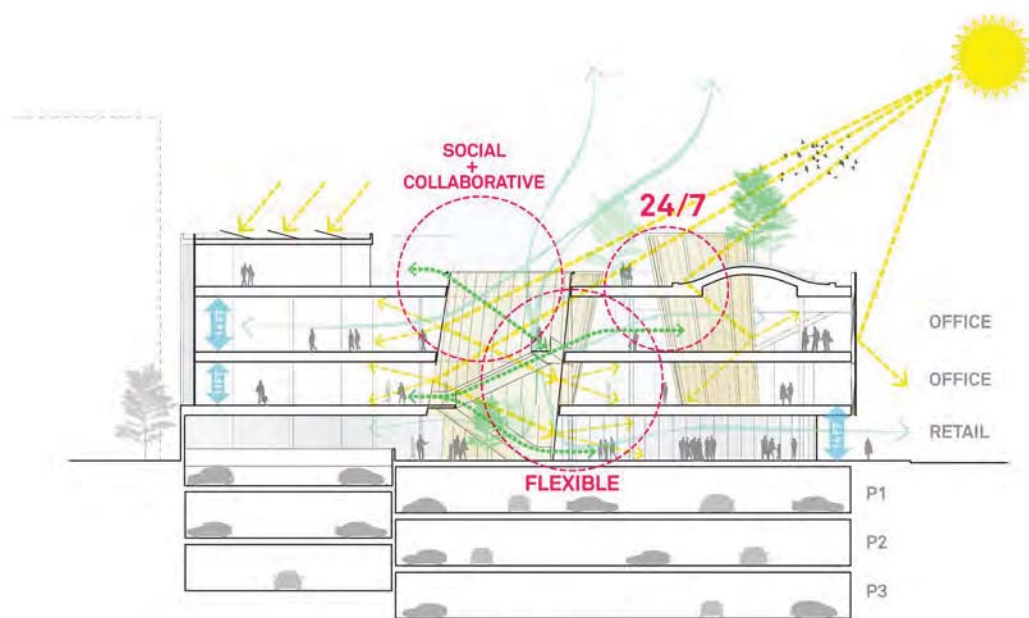 SOCIAL
+
COLLABORATIVE
24/7
OFFICE
OFFICE
RETAIL
FLEXIBLE
P1
P2
P3